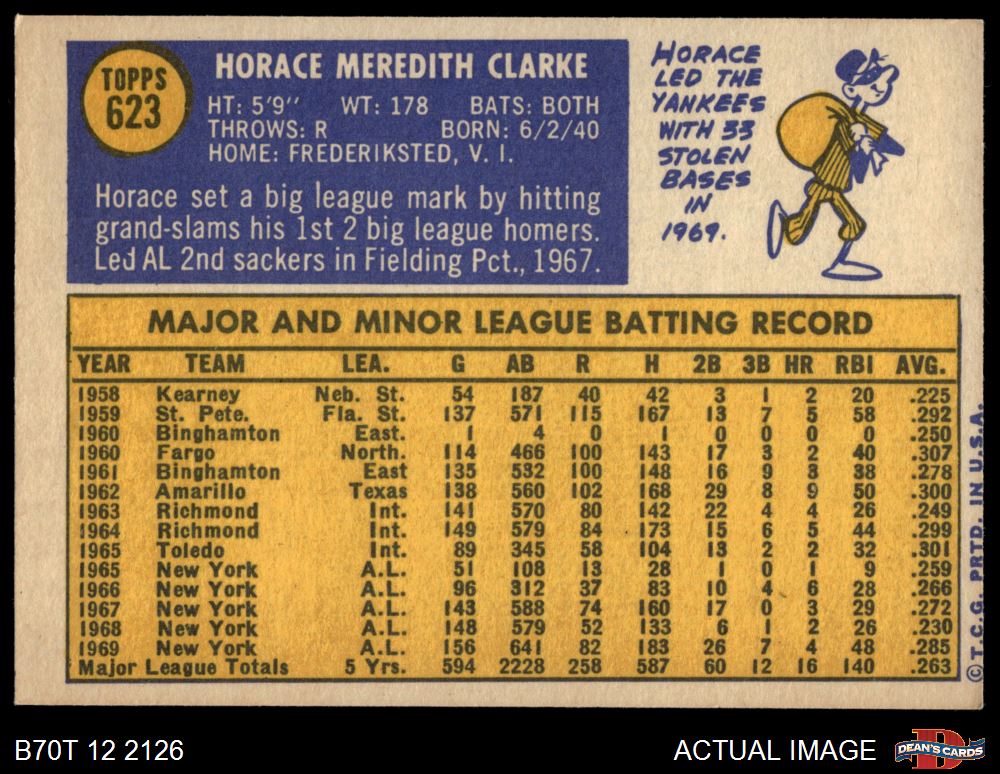 TOPPS
623
HORACE MEREDITH CLARKE
HT: 5'9" WT: 178 BATS: BOTH
THROWS: R BORN: 6/2/40
HOME: FREDERIKSTED, V. I.
Horace set a big league mark by hitting
grand-slams his 1st 2 big league homers.
Led AL 2nd sackers in Fielding Pct., 1967.
HORACE
LED THE
YANKEES
WITH 33
STOLEN
BASES
IN
1969.
MAJOR AND MINOR LEAGUE BATTING RECORD
YEAR TEAM LEA. G AB R H 2B 3B HR RBI AVG.
1958 Kearney Neb. St. 54 187 40 42 3 1 2 20 .225
1959 St. Pete. Fla. St. 137 571 115 167 13 7 5 58 .292
1960 Binghamton East. 1 4 0 1 0 0 0 0 .250
1960 Fargo North. 114 466 100 143 17 3 2 40 .307
1961 Binghamton East 135 532 100 148 16 9 3 38 .278
1962 Amarillo Texas 138 560 102 168 29 8 9 50 .300
1963 Richmond Int. 141 570 80 142 22 4 4 26 .249
1964 Richmond Int. 149 579 84 173 15 6 5 44 .299
1965 Toledo Int. 89 345 58 104 13 2 2 32 .301
1965 New York A.L. 51 108 13 28 1 0 1 9 .259
1966 New York A.L. 96 312 37 83 10 4 6 28 .266
1967 New York A.L. 143 588 74 160 17 0 3 29 .272
1968 New York A.L. 148 579 52 133 6 1 2 26 .230
1969 New York A.L. 156 641 82 183 26 7 4 48 .285
Major League Totals 5 Yrs. 594 2228 258 587 60 12 16 140 .263
© T.C.G. PRTD. IN U.S.A.
B70T 12 2126
ACTUAL IMAGE
D
DEAN'S CARDS